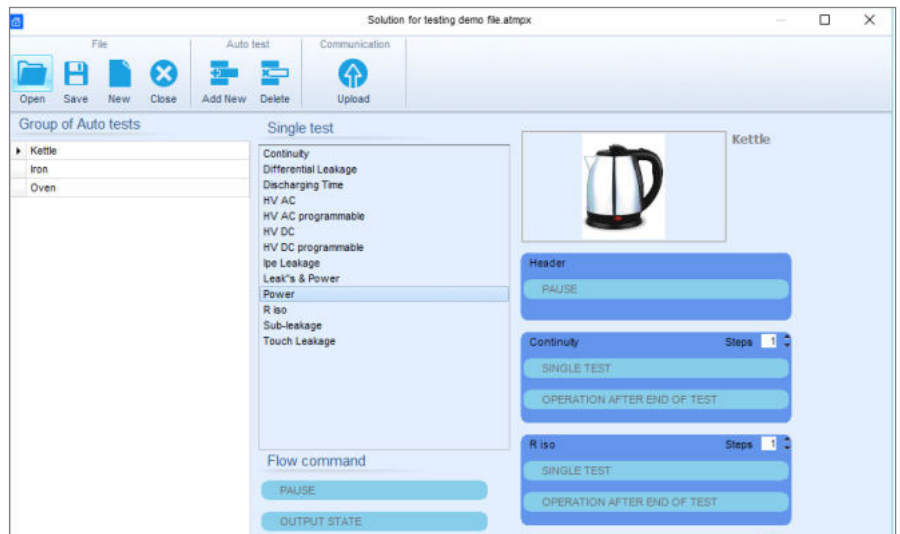 Solution for testing demo file.atmpx
File
Auto test
Communication
Open
Save
New
Close
Add New
Delete
Upload
Group of Auto tests
Kettle
Iron
Oven
Single test
Continuity
Differential Leakage
Discharging Time
HV AC
HV AC programmable
HV DC
HV DC programmable
Ipe Leakage
Leak"s & Power
Power
R iso
Sub-leakage
Touch Leakage
Flow command
PAUSE
OUTPUT STATE
Kettle
Header
PAUSE
Continuity Steps 1
SINGLE TEST
OPERATION AFTER END OF TEST
R iso Steps 1
SINGLE TEST
OPERATION AFTER END OF TEST